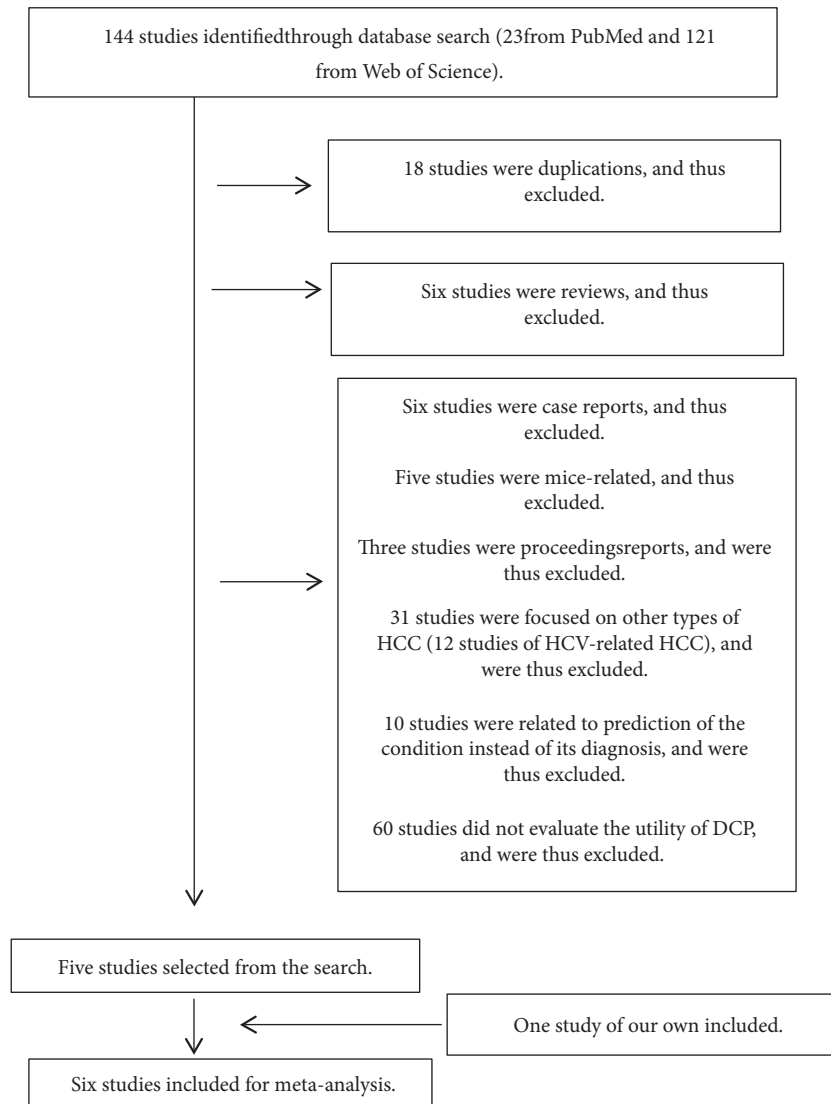 144 studies identifiedthrough database search (23from PubMed and 121
from Web of Science).
18 studies were duplications, and thus
excluded.
Six studies were reviews, and thus
excluded.
Six studies were case reports, and thus
excluded.
Five studies were mice-related, and thus
excluded.
Three studies were proceedingsreports, and were
thus excluded.
31 studies were focused on other types of
HCC (12 studies of HCV-related HCC), and
were thus excluded.
10 studies were related to prediction of the
condition instead of its diagnosis, and were
thus excluded.
60 studies did not evaluate the utility of DCP,
and were thus excluded.
Five studies selected from the search.
One study of our own included.
Six studies included for meta-analysis.